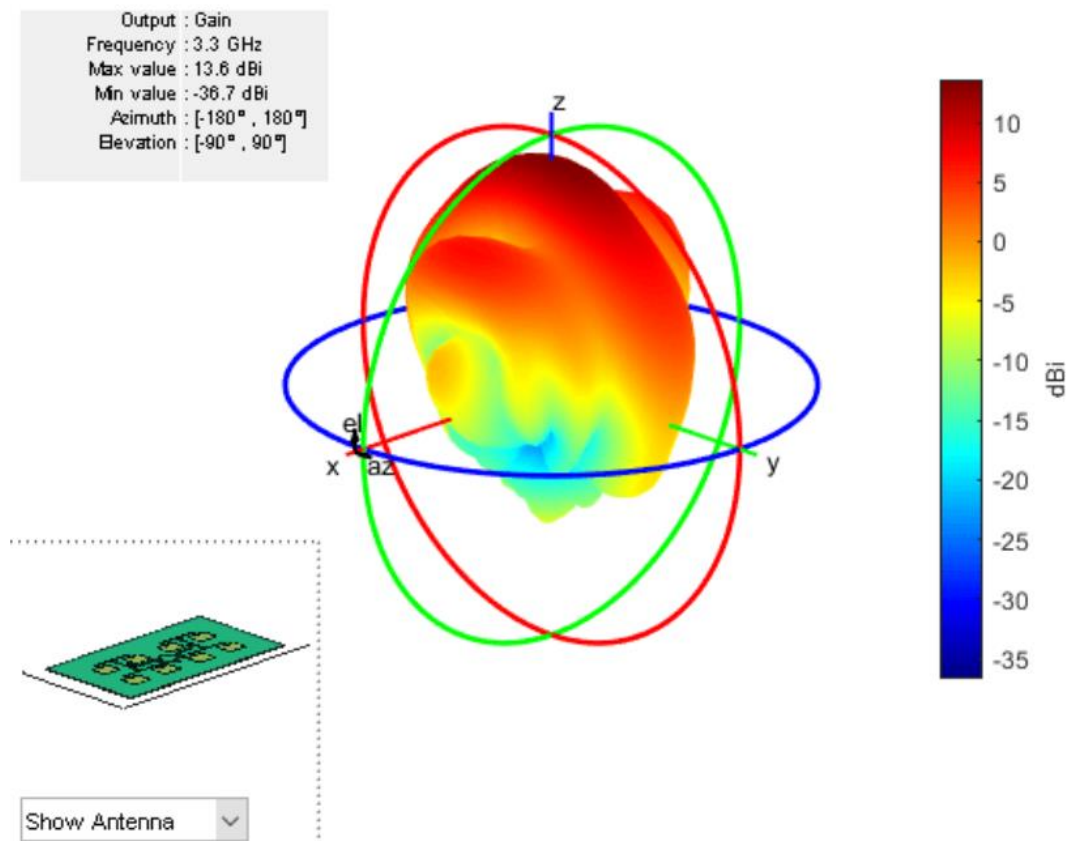 Output : Gain
Frequency : 3.3 GHz
Max value : 13.6 dBi
Min value : -36.7 dBi
Azimuth : [-180° , 180°]
Elevation : [-90° , 90°]
z
10
5
0
-5
-10
-15
-20
-25
-30
-35
dBi
el
x
az
y
Show Antenna